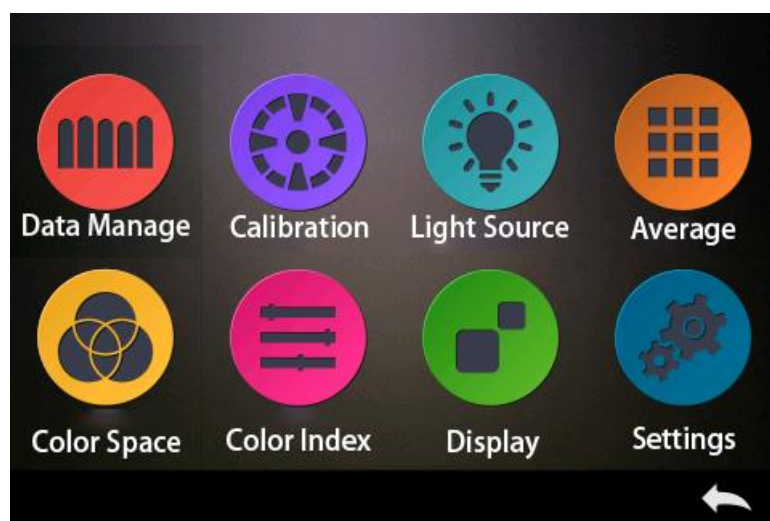 Data Manage
Calibration
Light Source
Average
Color Space
Color Index
Display
Settings